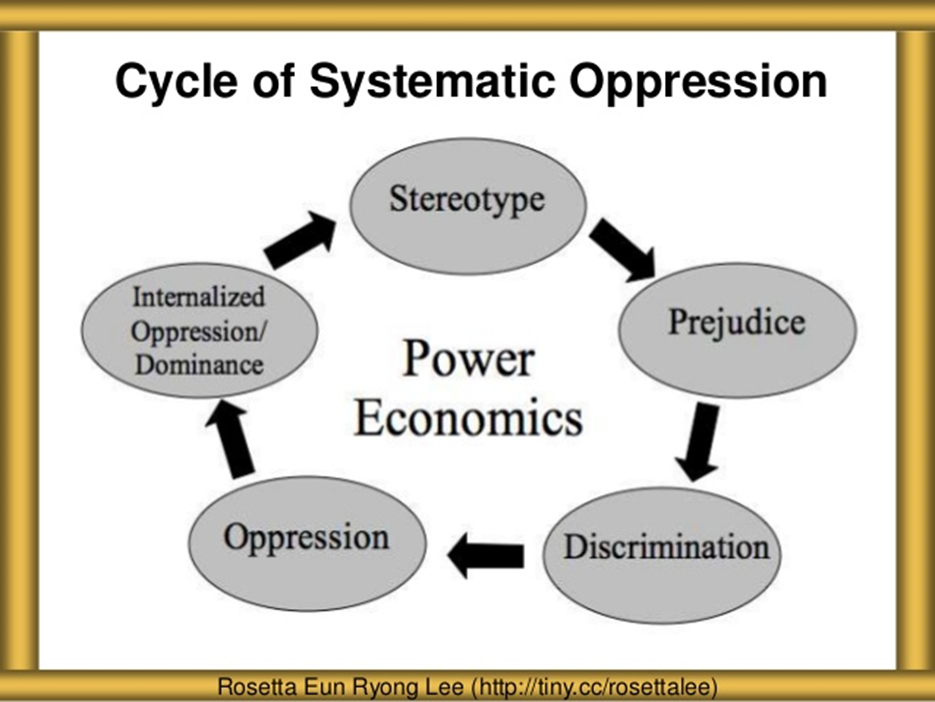 Cycle of Systematic Oppression
Stereotype
Prejudice
Discrimination
Oppression
Internalized
Oppression/
Dominance
Power
Economics
Rosetta Eun Ryong Lee (http://tiny.cc/rosettalee)